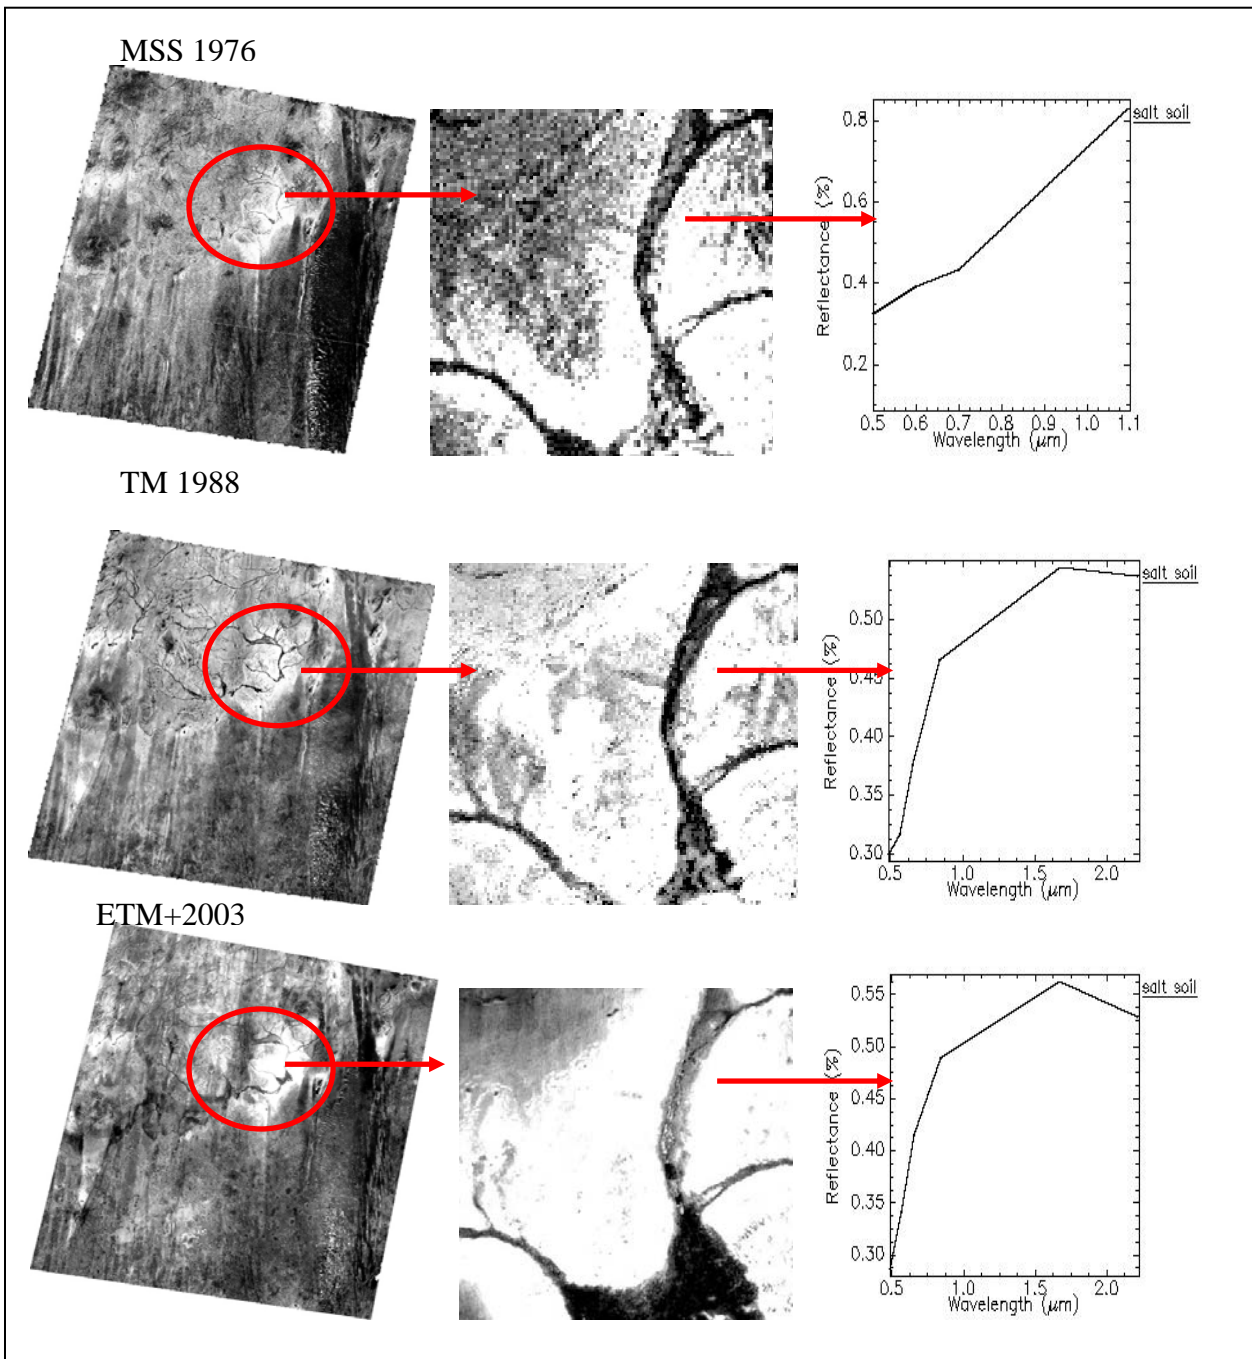 MSS 1976
salt soil
0.8
0.6
0.4
0.2
Reflectance (%)
0.5 0.6 0.7 0.8 0.9 1.0 1.1
Wavelength (μm)
TM 1988
salt soil
0.50
0.45
0.40
0.35
0.30
Reflectance (%)
0.5 1.0 1.5 2.0
Wavelength (μm)
ETM+2003
salt soil
0.55
0.50
0.45
0.40
0.35
0.30
Reflectance (%)
0.5 1.0 1.5 2.0
Wavelength (μm)